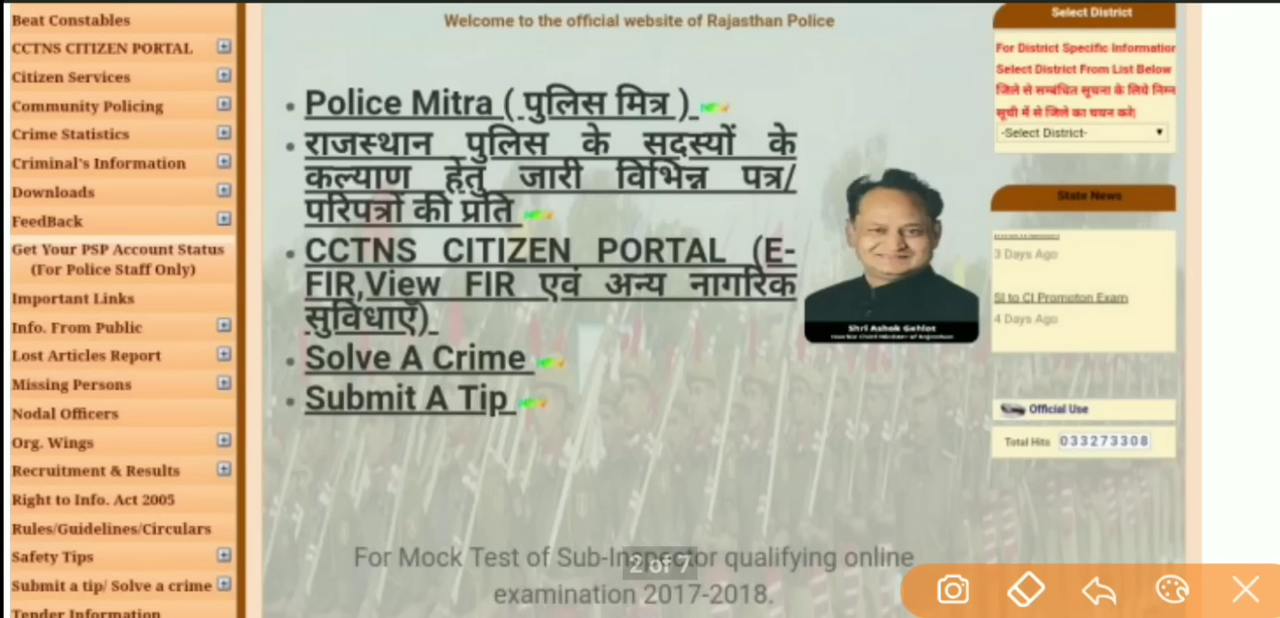 Beat Constables
CCTNS CITIZEN PORTAL
Citizen Services
Community Policing
Crime Statistics
Criminal's Information
Downloads
FeedBack
Get Your PSP Account Status
(For Police Staff Only)
Important Links
Info. From Public
Lost Articles Report
Missing Persons
Nodal Officers
Org. Wings
Recruitment & Results
Right to Info. Act 2005
Rules/Guidelines/Circulars
Safety Tips
Submit a tip/ Solve a crime
Tender Information
Welcome to the official website of Rajasthan Police
Police Mitra ( पुलिस मित्र )
राजस्थान पुलिस के सदस्यों के
कल्याण हेतु जारी विभिन्न पत्र/
परिपत्रों की प्रति
CCTNS CITIZEN PORTAL (E-
FIR,View FIR एवं अन्य नागरिक
सुविधाएँ)
Solve A Crime
Submit A Tip
Shri Ashok Gehlot
For Mock Test of Sub-Inspector qualifying online
examination 2017-2018.
2 of 7
Select District
For District Specific Information
Select District From List Below
जिले से सम्बंधित सूचना के लिये निम्न
सूची में से जिले का चयन करे|
-Select District-
State News
3 Days Ago
SI to CI Promoton Exam
4 Days Ago
Official Use
Total Hits 033273308